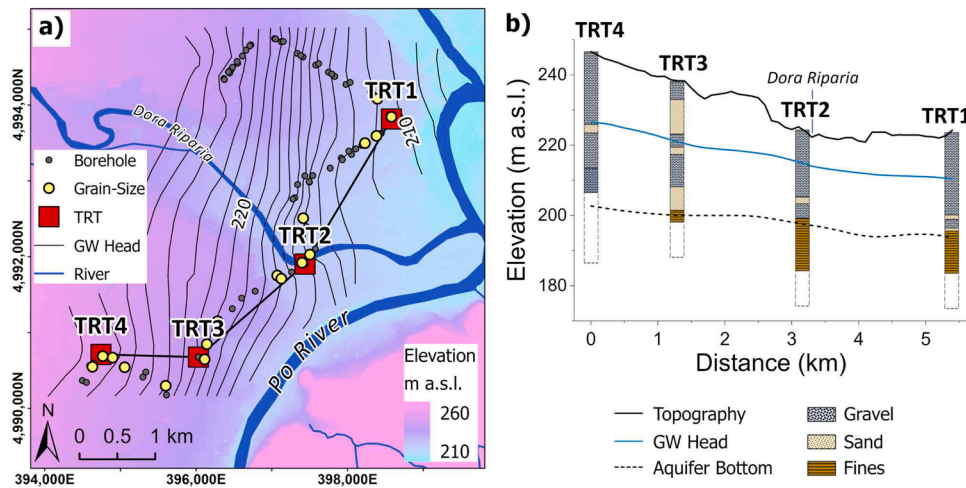 a)
4,994,000N
4,992,000N
4,990,000N
Dora Riparia
TRT1
210
220
TRT2
TRT3
TRT4
Po River
Borehole
Grain-Size
TRT
GW Head
River
Elevation
m a.s.l.
260
210
N
0 0.5 1 km
394,000E 396,000E 398,000E
b)
TRT4
TRT3
Dora Riparia
TRT2
TRT1
Elevation (m a.s.l.)
240
220
200
180
0 1 2 3 4 5
Distance (km)
Topography
GW Head
Aquifer Bottom
Gravel
Sand
Fines